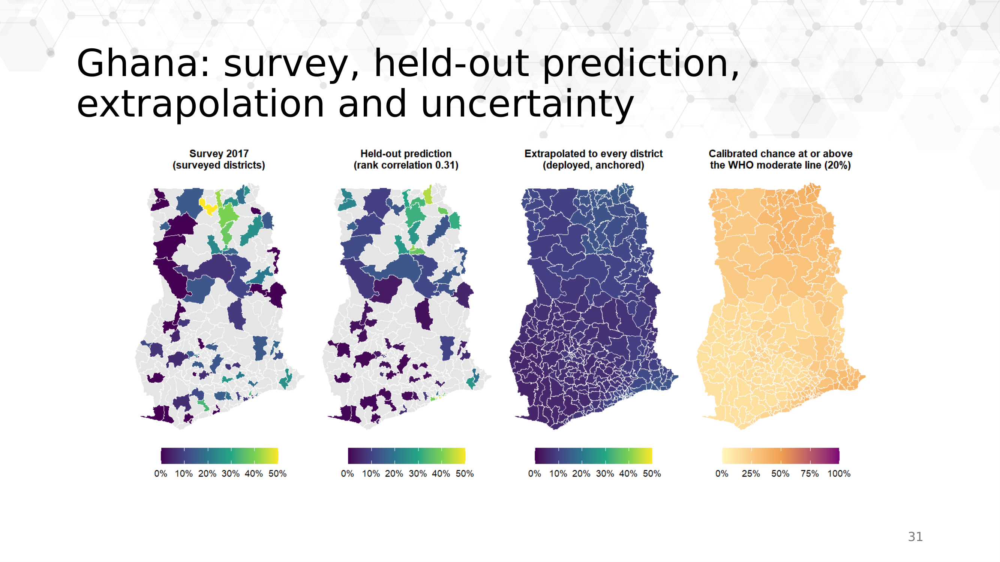 Ghana: survey, held-out prediction,
extrapolation and uncertainty
Survey 2017
(surveyed districts)
Held-out prediction
(rank correlation 0.31)
Extrapolated to every district
(deployed, anchored)
Calibrated chance at or above
the WHO moderate line (20%)
0% 10% 20% 30% 40% 50%
0% 10% 20% 30% 40% 50%
0% 10% 20% 30% 40% 50%
0% 25% 50% 75% 100%
31